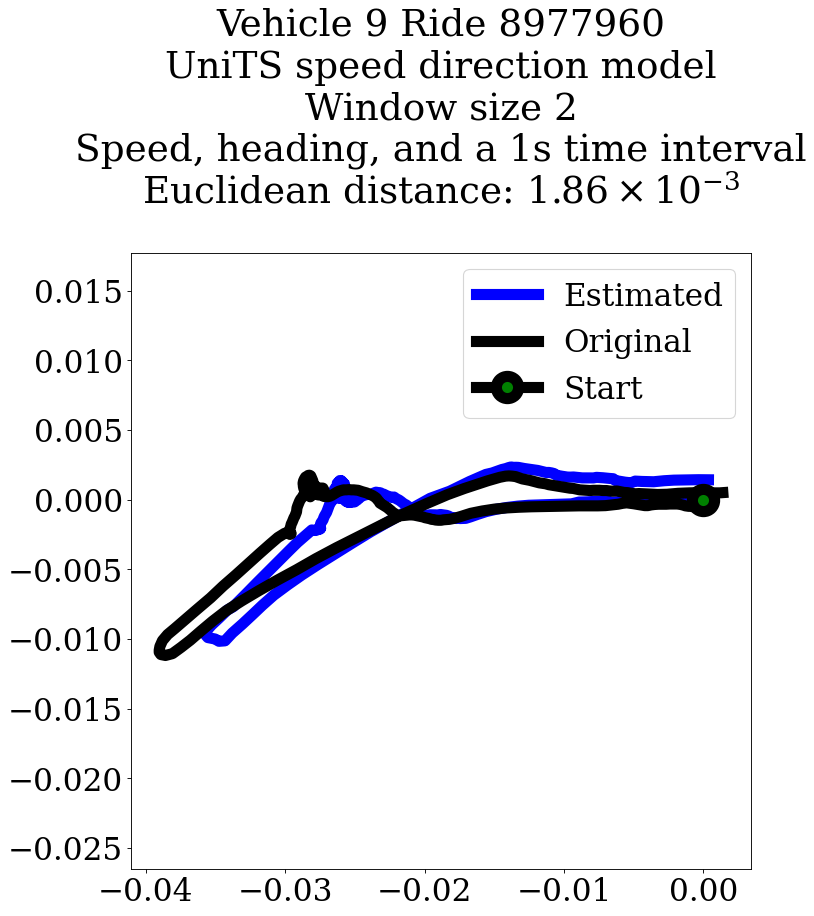 Vehicle 9 Ride 8977960
UniTS speed direction model
Window size 2
Speed, heading, and a 1s time interval
Euclidean distance: 1.86 × 10⁻³
Estimated
Original
Start
0.015
0.010
0.005
0.000
−0.005
−0.010
−0.015
−0.020
−0.025
−0.04 −0.03 −0.02 −0.01 0.00